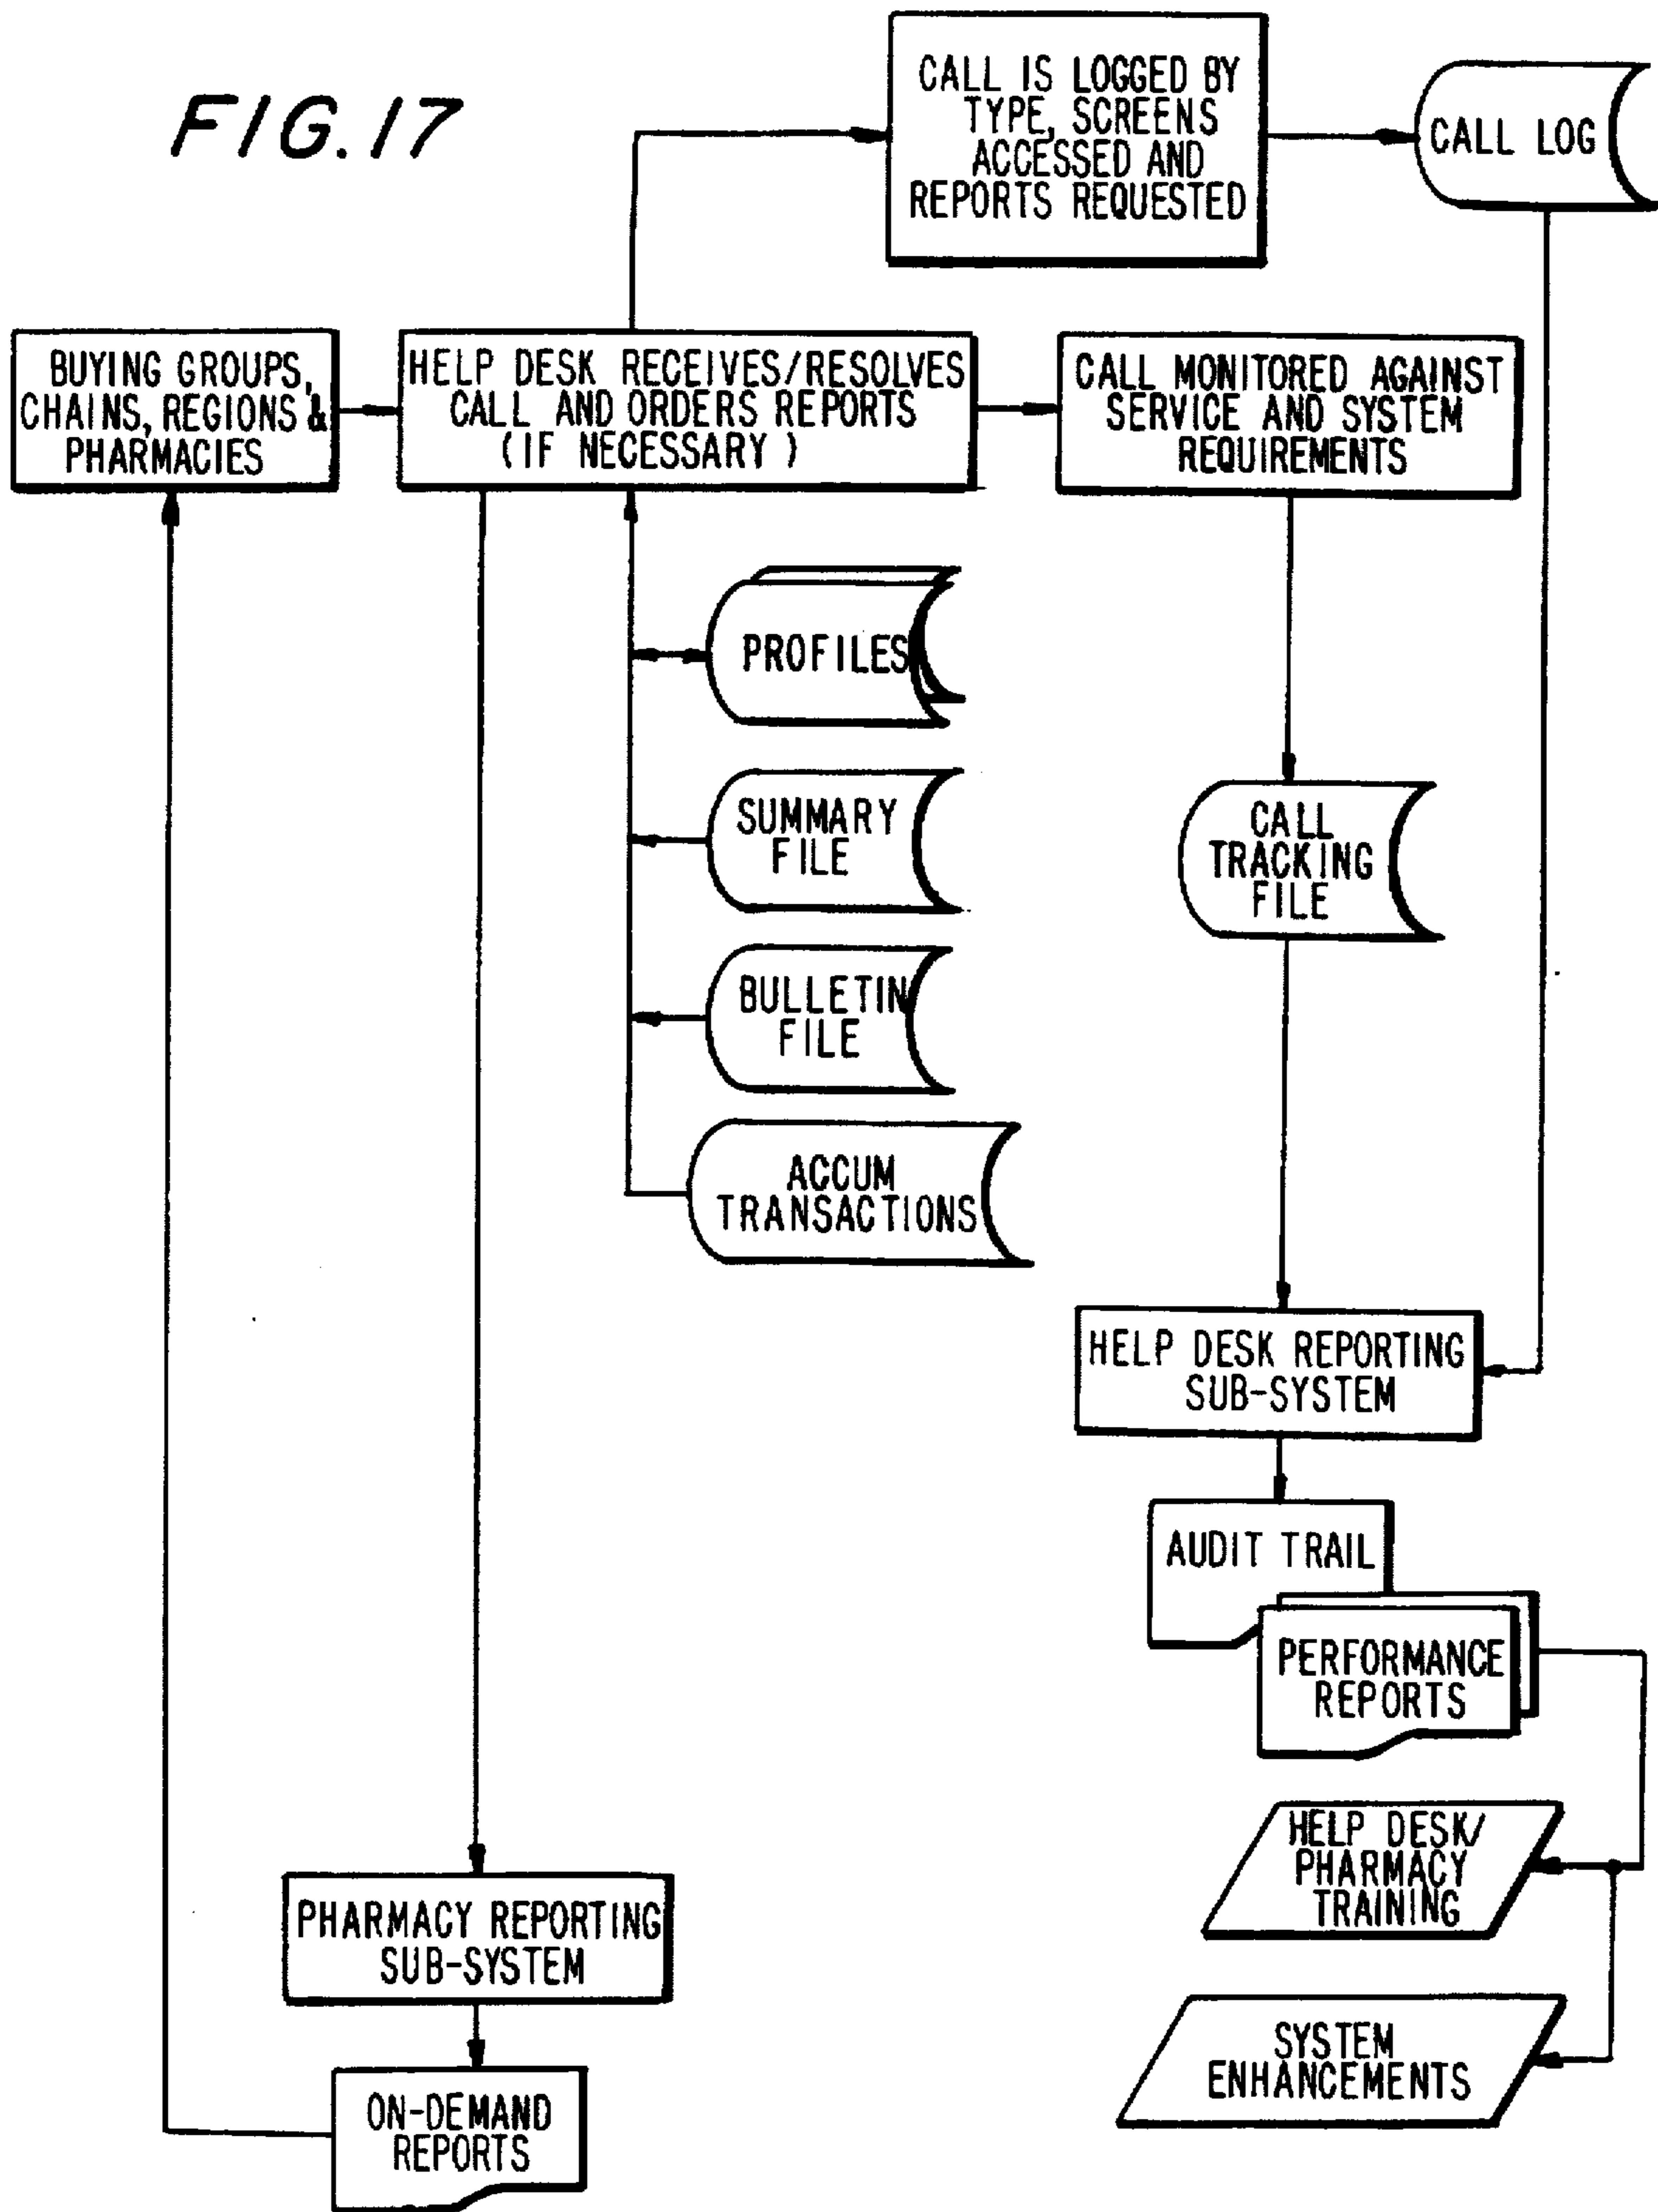 FIG. 17
CALL IS LOGGED BY
TYPE, SCREENS
ACCESSED AND
REPORTS REQUESTED
CALL LOG
BUYING GROUPS,
CHAINS, REGIONS &
PHARMACIES
HELP DESK RECEIVES/RESOLVES
CALL AND ORDERS REPORTS
(IF NECESSARY)
CALL MONITORED AGAINST
SERVICE AND SYSTEM
REQUIREMENTS
PROFILES
SUMMARY
FILE
CALL
TRACKING
FILE
BULLETIN
FILE
ACCUM
TRANSACTIONS
HELP DESK REPORTING
SUB-SYSTEM
AUDIT TRAIL
PERFORMANCE
REPORTS
HELP DESK/
PHARMACY
TRAINING
PHARMACY REPORTING
SUB-SYSTEM
SYSTEM
ENHANCEMENTS
ON-DEMAND
REPORTS